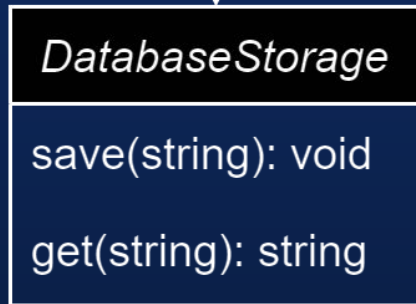 DatabaseStorage
save(string): void
get(string): string